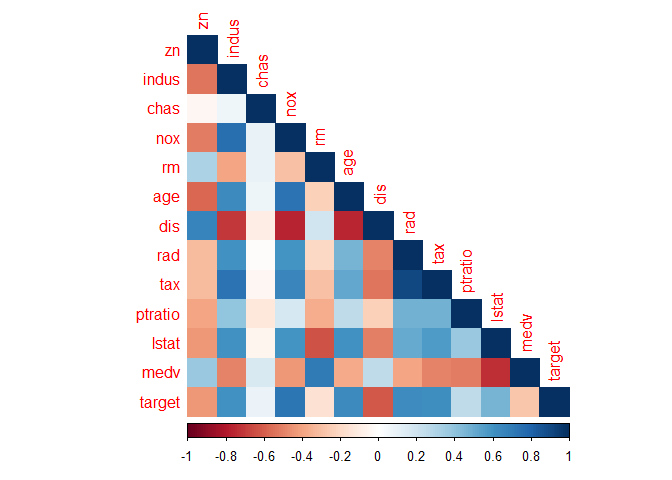 zn
indus
chas
nox
rm
age
dis
rad
tax
ptratio
lstat
medv
target
zn
indus
chas
nox
rm
age
dis
rad
tax
ptratio
lstat
medv
target
-1 -0.8 -0.6 -0.4 -0.2 0 0.2 0.4 0.6 0.8 1